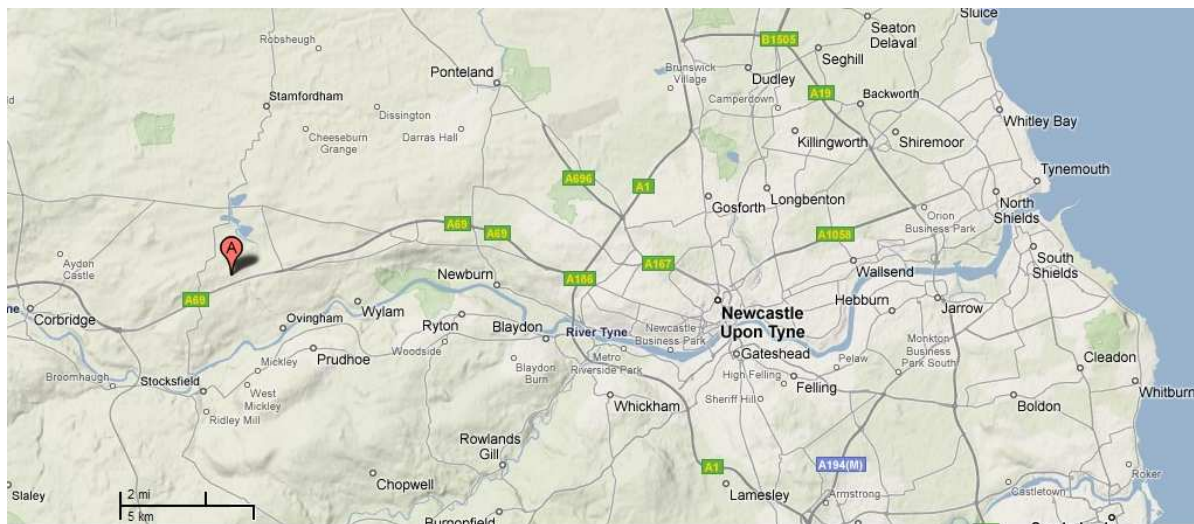 Sluice
Seaton
Delaval
Robsheugh
B1505
Seghill
Ponteland
Brunswick
Village
Dudley
A19
Backworth
Stamfordham
Dissington
Camperdown
Whitley Bay
Cheeseburn
Grange
Darras Hall
Killingworth
Shiremoor
Tynemouth
A696
A1
Longbenton
Gosforth
North
Shields
Orion
Business Park
A69
A69
A1058
A
Aydon
Castle
South
Shields
A167
Wallsend
Newburn
A186
A69
Hebburn
Jarrow
Newcastle
Upon Tyne
Corbridge
Wylam
Ovingham
Ryton
Blaydon
River Tyne
Newcastle
Business Park
Woodside
Monkton
Business
Park South
Mickley
Prudhoe
Metro
Riverside Park
Gateshead
Pelaw
Cleadon
Broomhaugh
Stocksfield
West
Mickley
Blaydon
Burn
High Felling
Felling
Whitburn
Ridley Mill
Whickham
Sheriff Hill
Boldon
Rowlands
Gill
A1
A194(M)
Roker
Chopwell
Lamesley
Castletown
Armstrong
Slaley
2 mi
5 km
Burnopfield